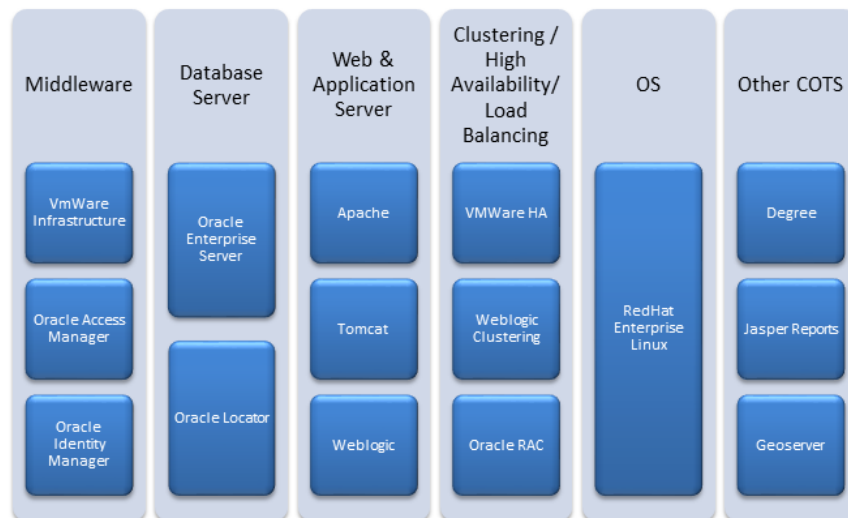 Middleware
VmWare
Infrastructure
Oracle Access
Manager
Oracle
Identity
Manager
Database
Server
Oracle
Enterprise
Server
Oracle Locator
Web &
Application
Server
Apache
Tomcat
Weblogic
Clustering /
High
Availability/
Load
Balancing
VMWare HA
Weblogic
Clustering
Oracle RAC
OS
RedHat
Enterprise
Linux
Other COTS
Degree
Jasper Reports
Geoserver